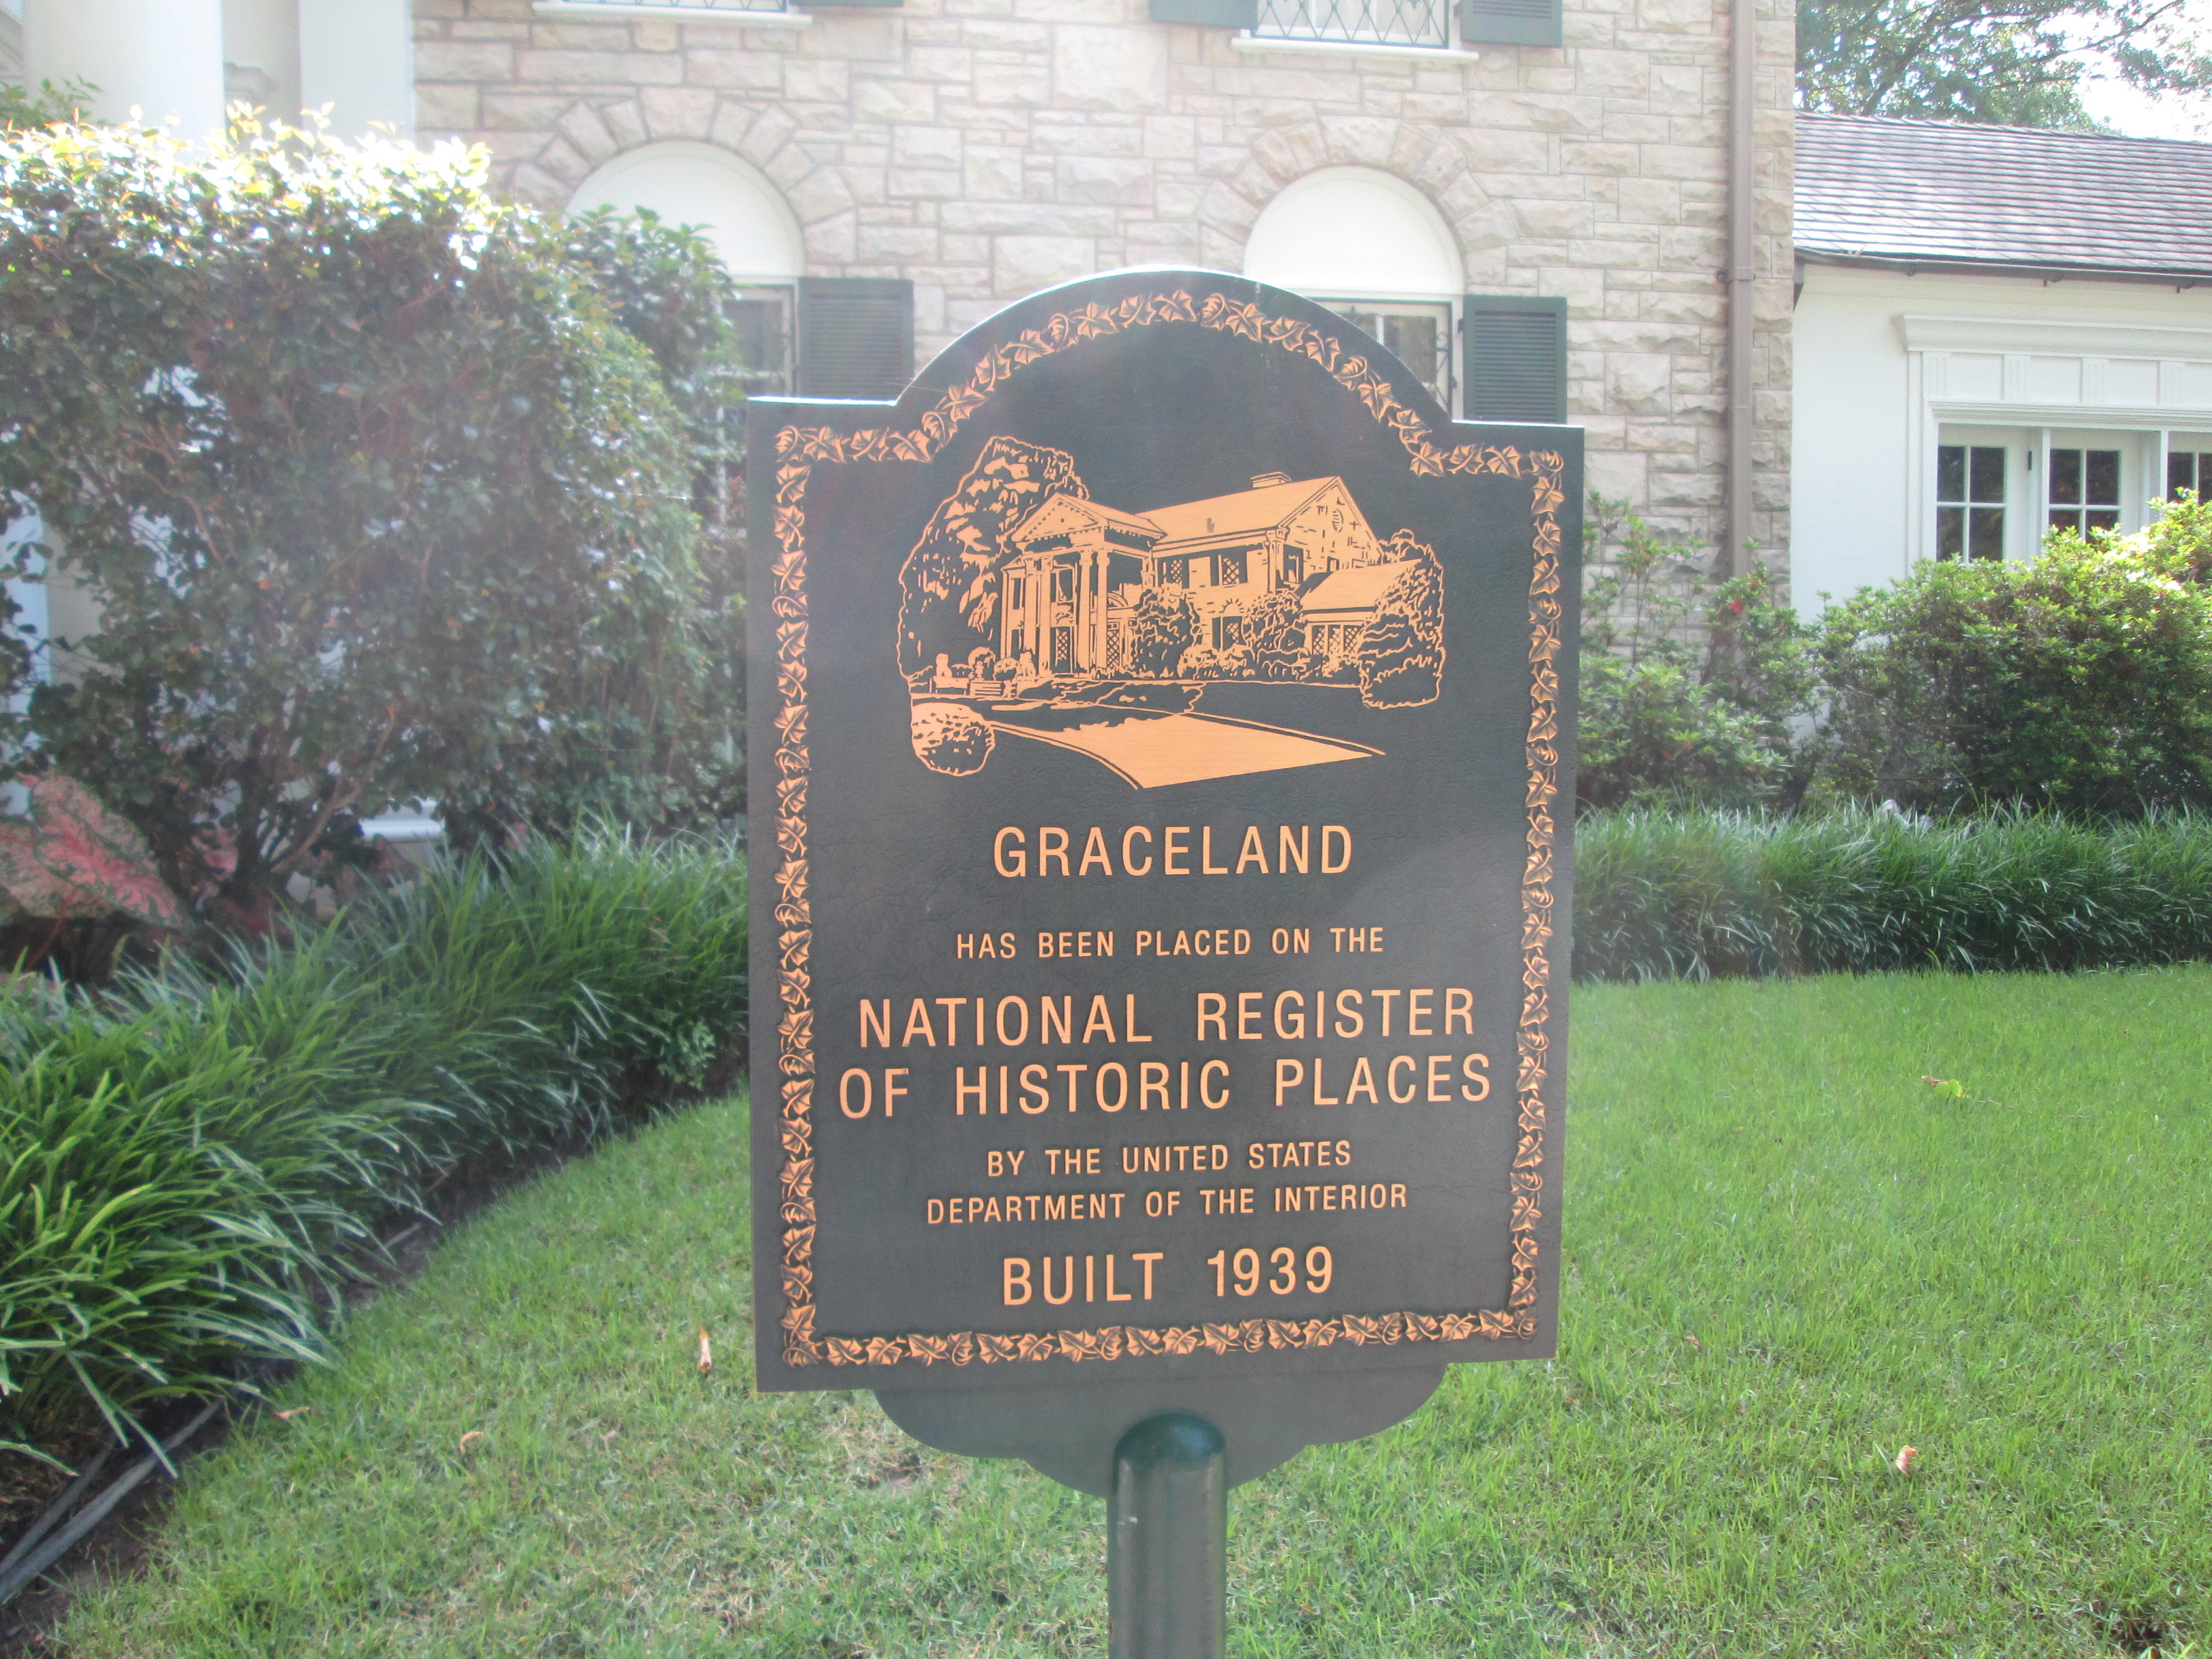 GRACELAND
HAS BEEN PLACED ON THE
NATIONAL REGISTER
OF HISTORIC PLACES
BY THE UNITED STATES
DEPARTMENT OF THE INTERIOR
BUILT 1939